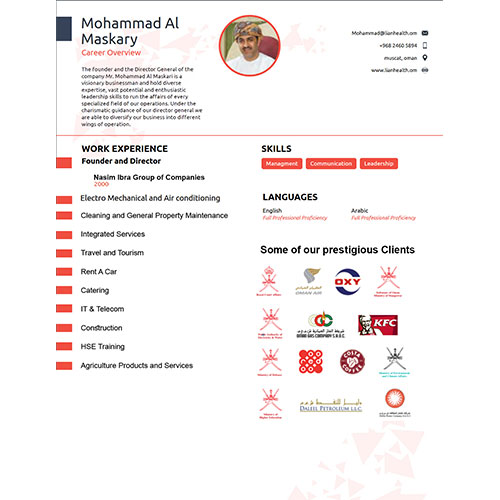 Mohammad Al
Maskary
Career Overview
The founder and the Director General of the
company Mr. Mohammad Al Maskari is a
visionary businessman and hold diverse
expertise, vast potential and enthusiastic
leadership skills to run the affairs of every
specialized field of our operations. Under the
charismatic guidance of our director general we
are able to diversify our business into different
wings of operation.
Mohammad@lianhealth.om
+968 2460 5894
muscat, oman
www.lianhealth.om
WORK EXPERIENCE
Founder and Director
Nasim Ibra Group of Companies
2000
Electro Mechanical and Air conditioning
Cleaning and General Property Maintenance
Integrated Services
Travel and Tourism
Rent A Car
Catering
IT & Telecom
Construction
HSE Training
Agriculture Products and Services
SKILLS
Managment Communication Leadership
LANGUAGES
English
Full Professional Proficiency
Arabic
Full Professional Proficiency
Some of our prestigious Clients
OMAN AIR
OXY
OMAN GAS COMPANY S.A.O.C.
KFC
COSTA
COFFEE
DALEEL PETROLEUM L.L.C.